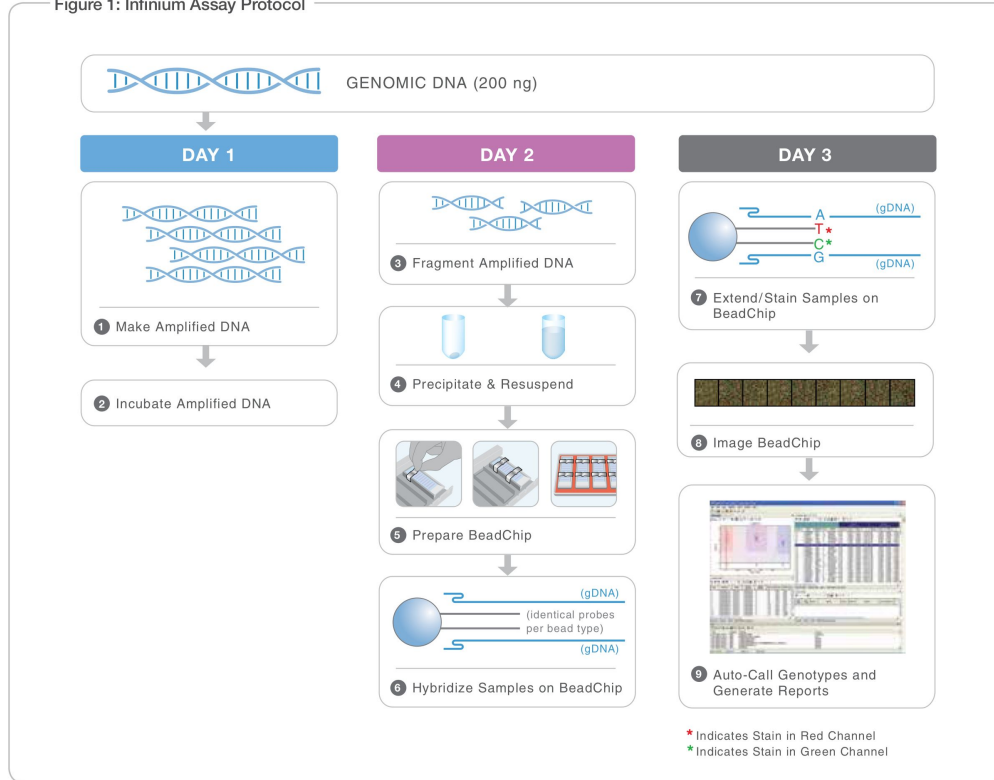 Figure 1: Infinium Assay Protocol
GENOMIC DNA (200 ng)
DAY 1
1 Make Amplified DNA
2 Incubate Amplified DNA
DAY 2
3 Fragment Amplified DNA
4 Precipitate & Resuspend
5 Prepare BeadChip
(gDNA)
(identical probes
per bead type)
(gDNA)
6 Hybridize Samples on BeadChip
DAY 3
A (gDNA)
T*
C*
G (gDNA)
7 Extend/Stain Samples on
BeadChip
8 Image BeadChip
9 Auto-Call Genotypes and
Generate Reports
* Indicates Stain in Red Channel
* Indicates Stain in Green Channel